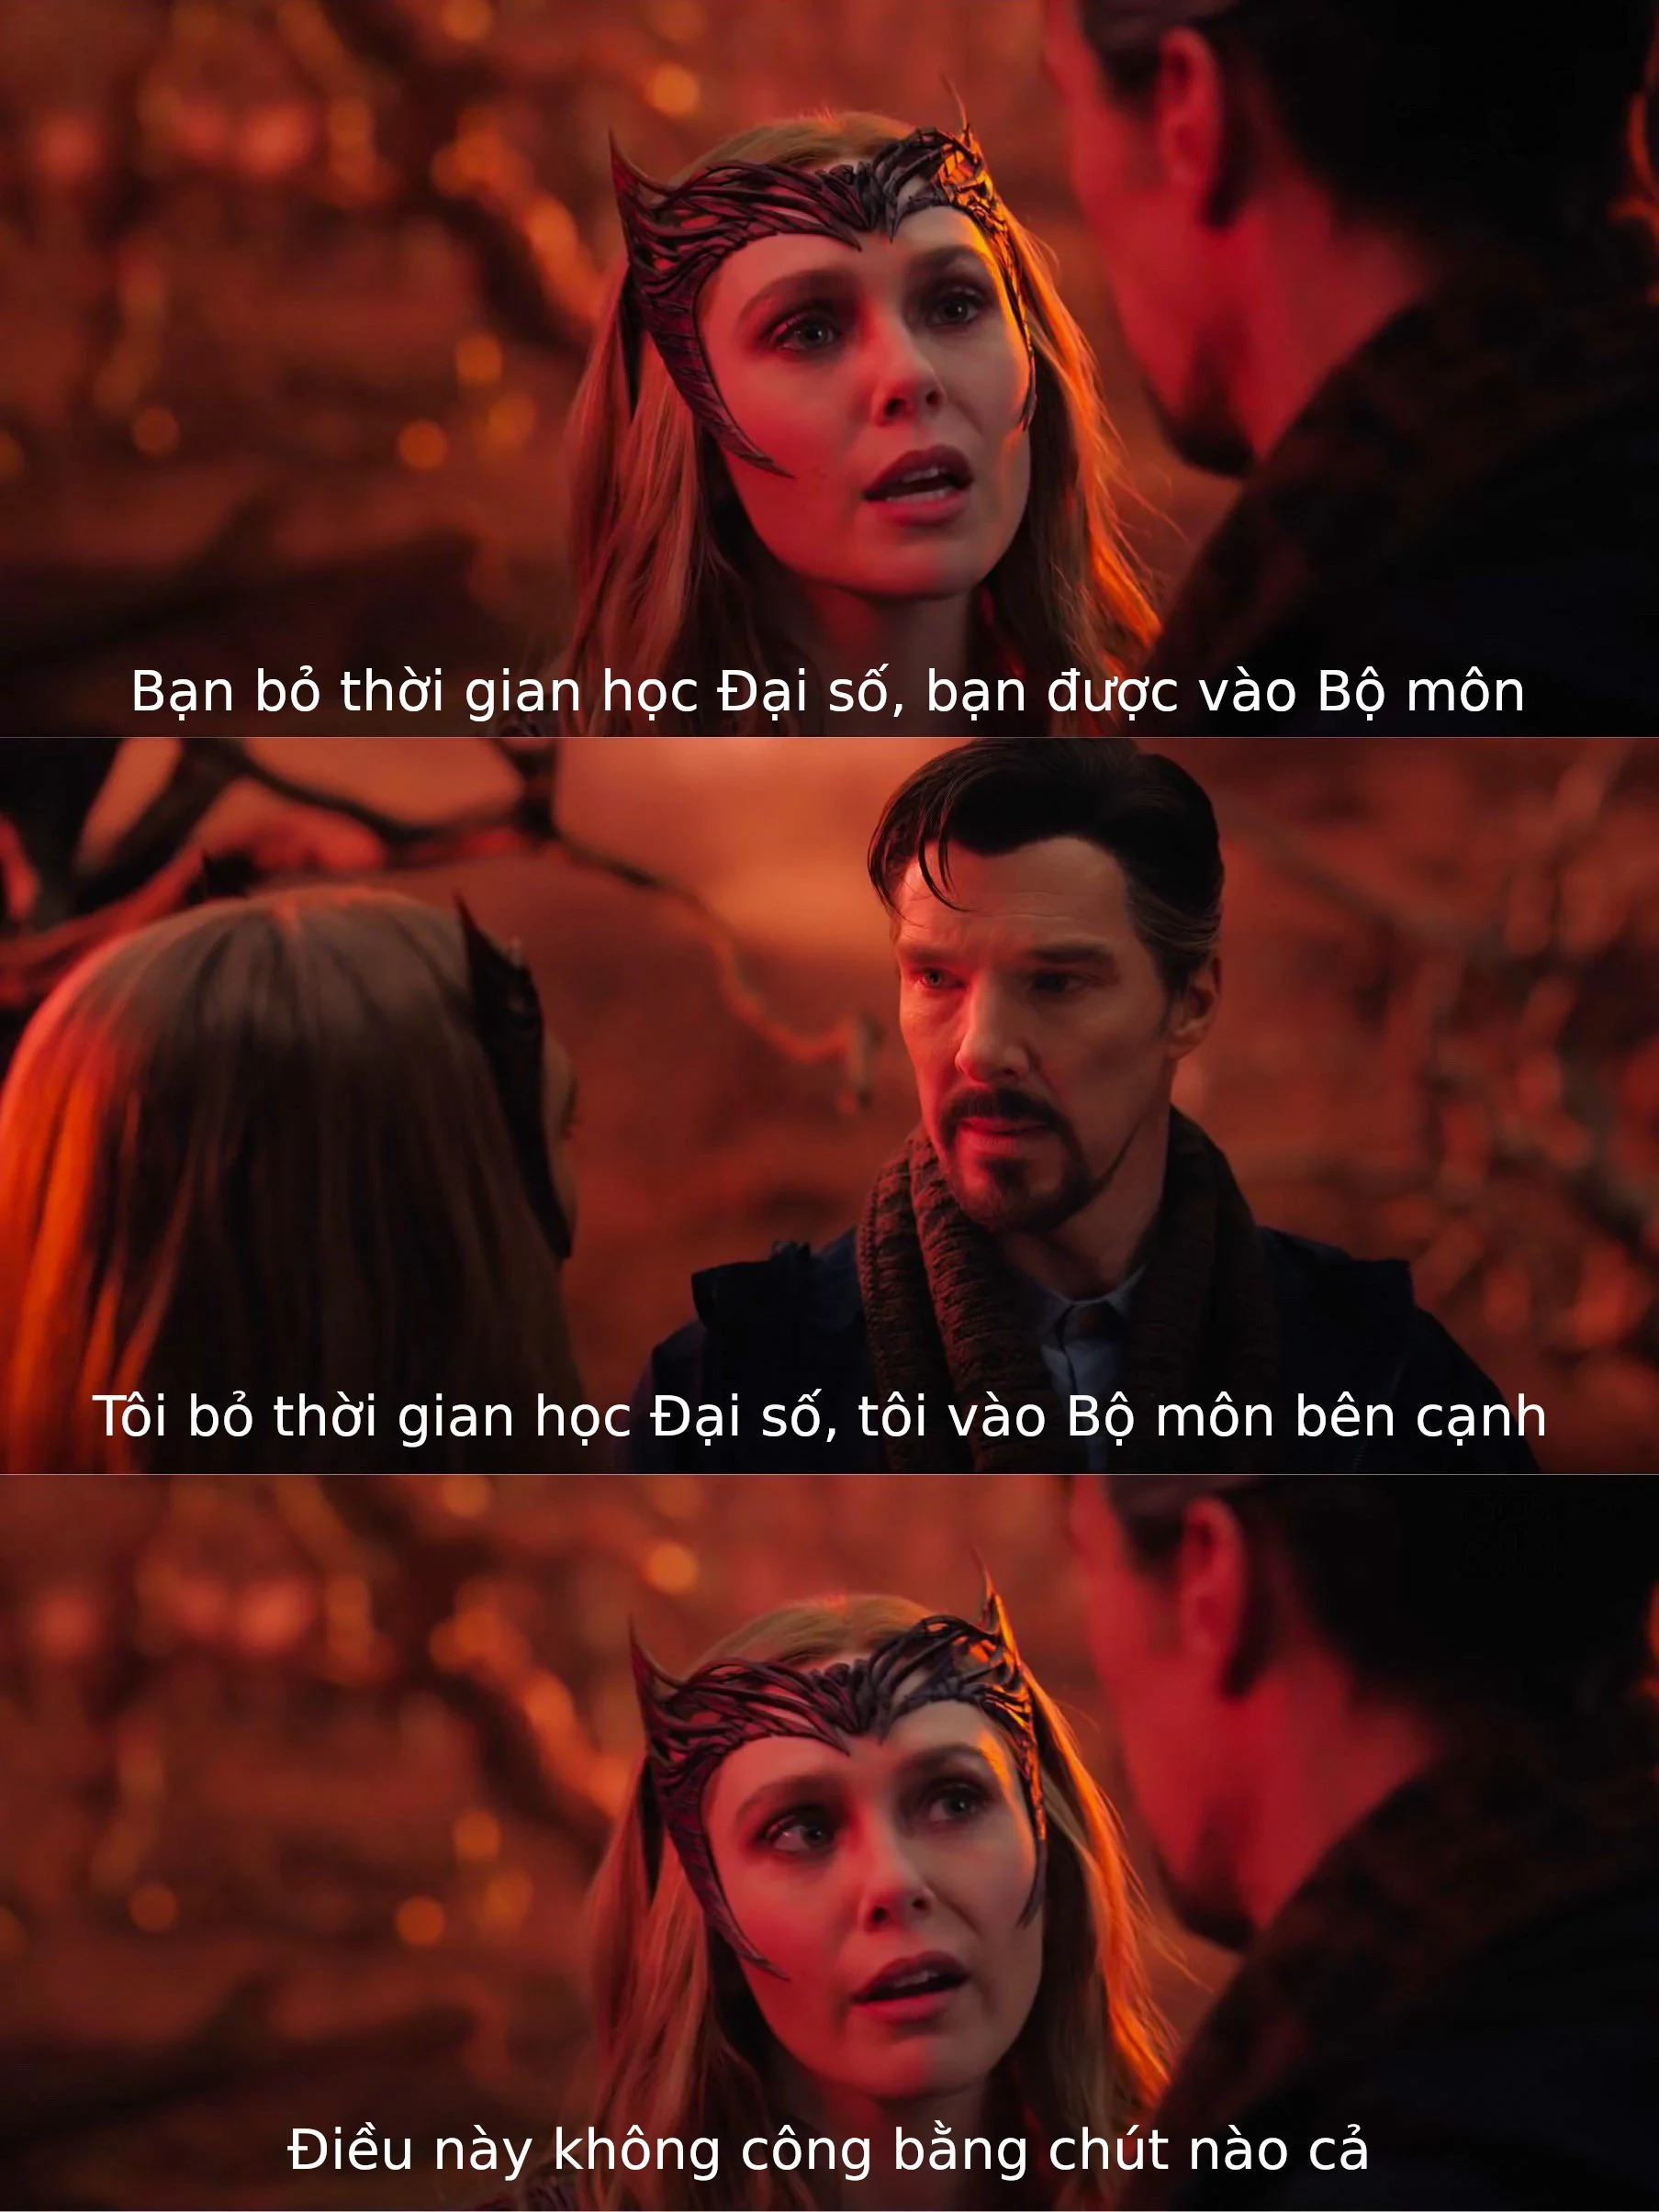 Bạn bỏ thời gian học Đại số, bạn được vào Bộ môn
Tôi bỏ thời gian học Đại số, tôi vào Bộ môn bên cạnh
Điều này không công bằng chút nào cả